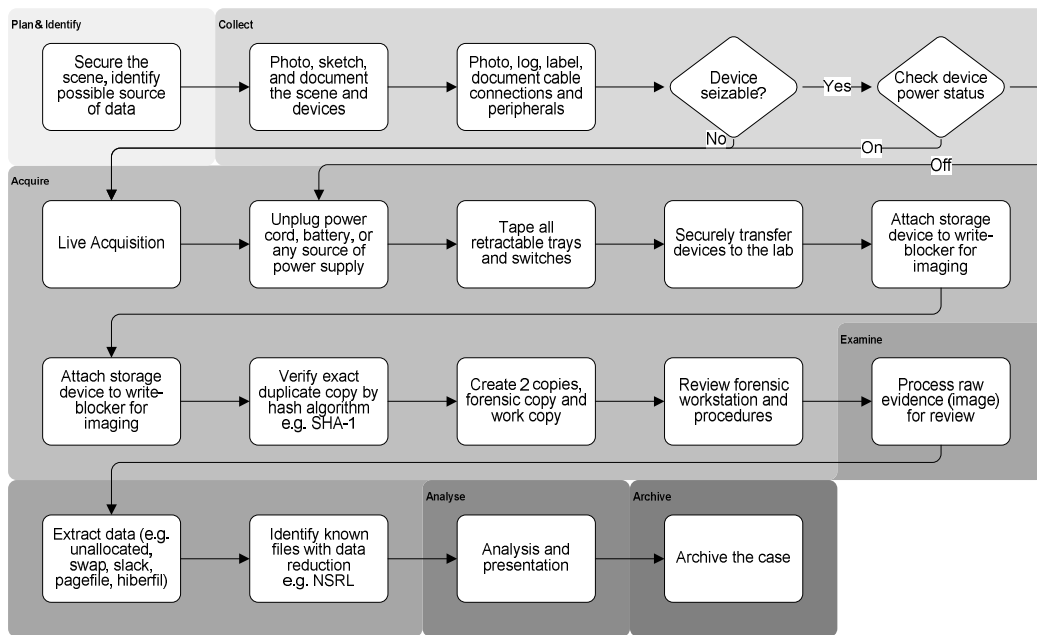 Plan & Identify
Collect
Secure the
scene, identify
possible source
of data
Photo, sketch,
and document
the scene and
devices
Photo, log, label,
document cable
connections and
peripherals
Device
seizable?
Yes
Check device
power status
No
On
Off
Acquire
Live Acquisition
Unplug power
cord, battery, or
any source of
power supply
Tape all
retractable trays
and switches
Securely transfer
devices to the lab
Attach storage
device to write-
blocker for
imaging
Examine
Attach storage
device to write-
blocker for
imaging
Verify exact
duplicate copy by
hash algorithm
e.g. SHA-1
Create 2 copies,
forensic copy and
work copy
Review forensic
workstation and
procedures
Process raw
evidence (image)
for review
Analyse
Archive
Extract data (e.g.
unallocated,
swap, slack,
pagefile, hiberfil)
Identify known
files with data
reduction
e.g. NSRL
Analysis and
presentation
Archive the case